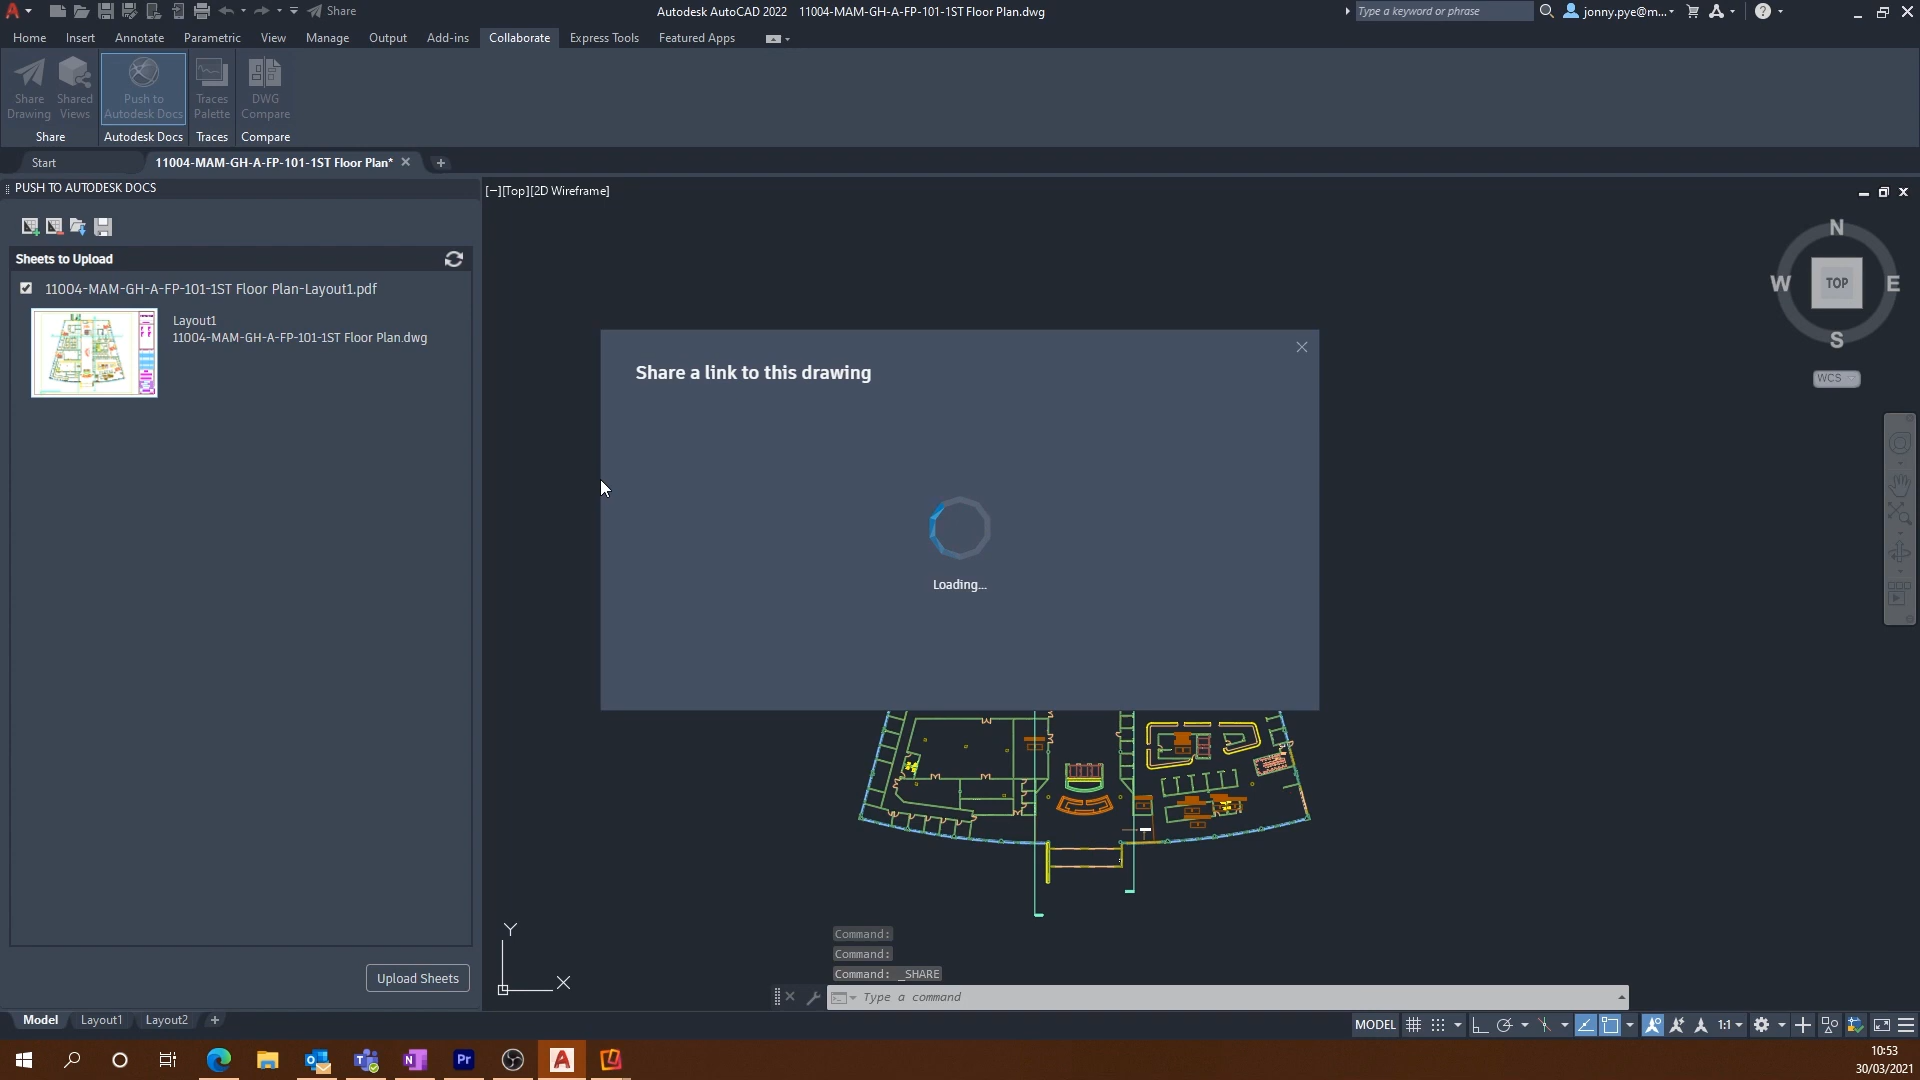 Share
Autodesk AutoCAD 2022 11004-MAM-GH-A-FP-101-1ST Floor Plan.dwg
Type a keyword or phrase
jonny.pye@m...
Home Insert Annotate Parametric View Manage Output Add-ins Collaborate Express Tools Featured Apps
Share Drawing
Shared Views
Push to Autodesk Docs
Traces Palette
DWG Compare
Share Autodesk Docs Traces Compare
Start 11004-MAM-GH-A-FP-101-1ST Floor Plan*
PUSH TO AUTODESK DOCS
[−][Top][2D Wireframe]
Sheets to Upload
11004-MAM-GH-A-FP-101-1ST Floor Plan-Layout1.pdf
Layout1
11004-MAM-GH-A-FP-101-1ST Floor Plan.dwg
N
W TOP E
S
WCS
Share a link to this drawing
Loading...
Y
X
Command:
Command:
Command: _SHARE
Type a command
Upload Sheets
Model Layout1 Layout2
MODEL 1:1
10:53
30/03/2021